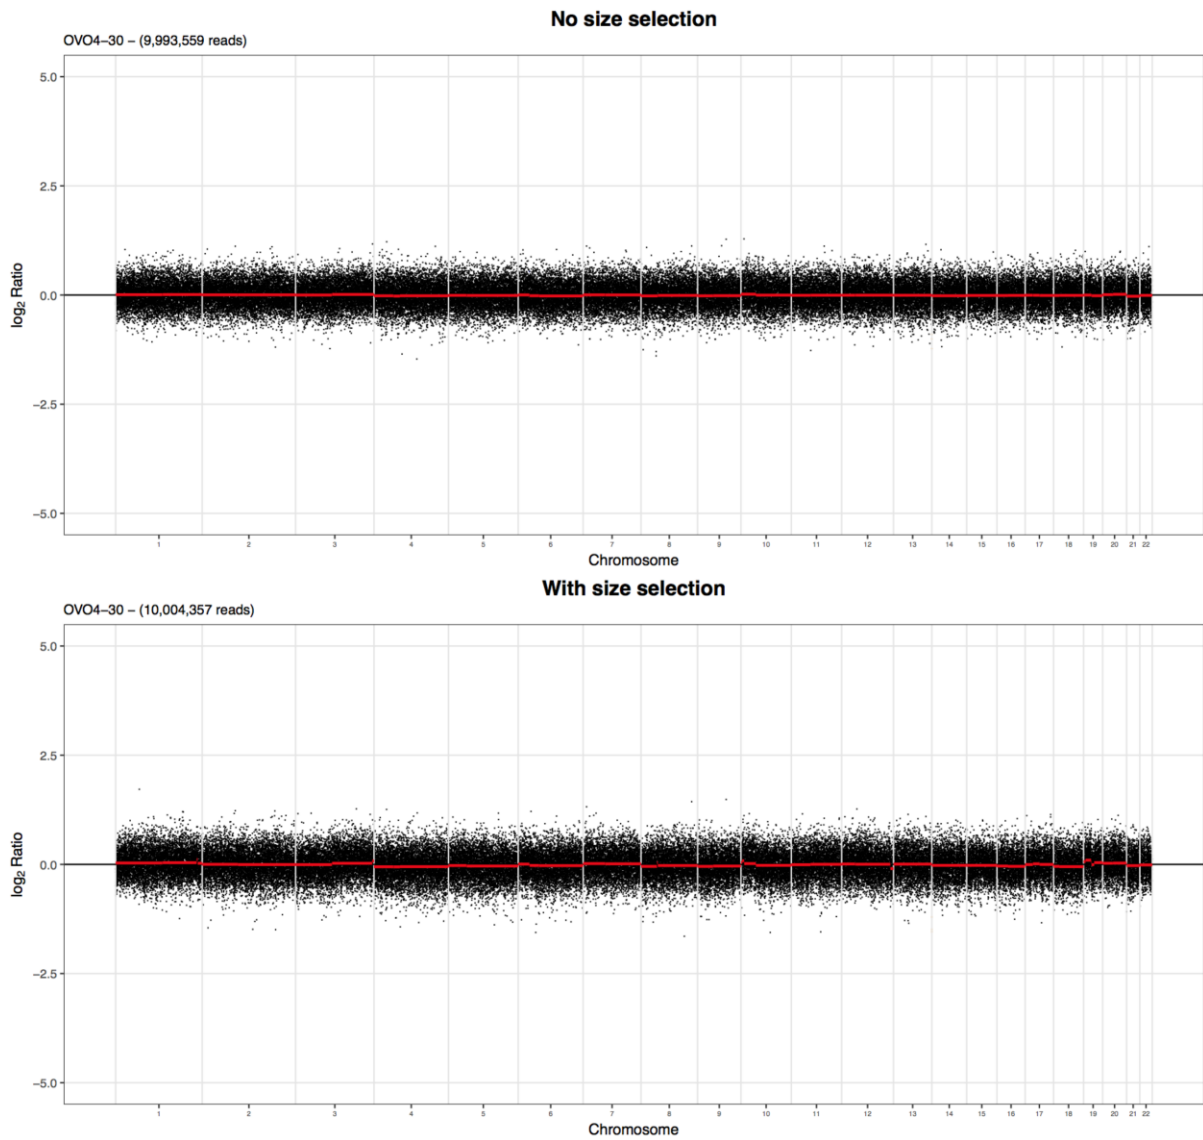 No size selection
OVO4-30 – (9,993,559 reads)
5.0
2.5
0.0
−2.5
−5.0
log2 Ratio
1 2 3 4 5 6 7 8 9 10 11 12 13 14 15 16 17 18 19 20 21 22
Chromosome
With size selection
OVO4-30 – (10,004,357 reads)
5.0
2.5
0.0
−2.5
−5.0
log2 Ratio
1 2 3 4 5 6 7 8 9 10 11 12 13 14 15 16 17 18 19 20 21 22
Chromosome